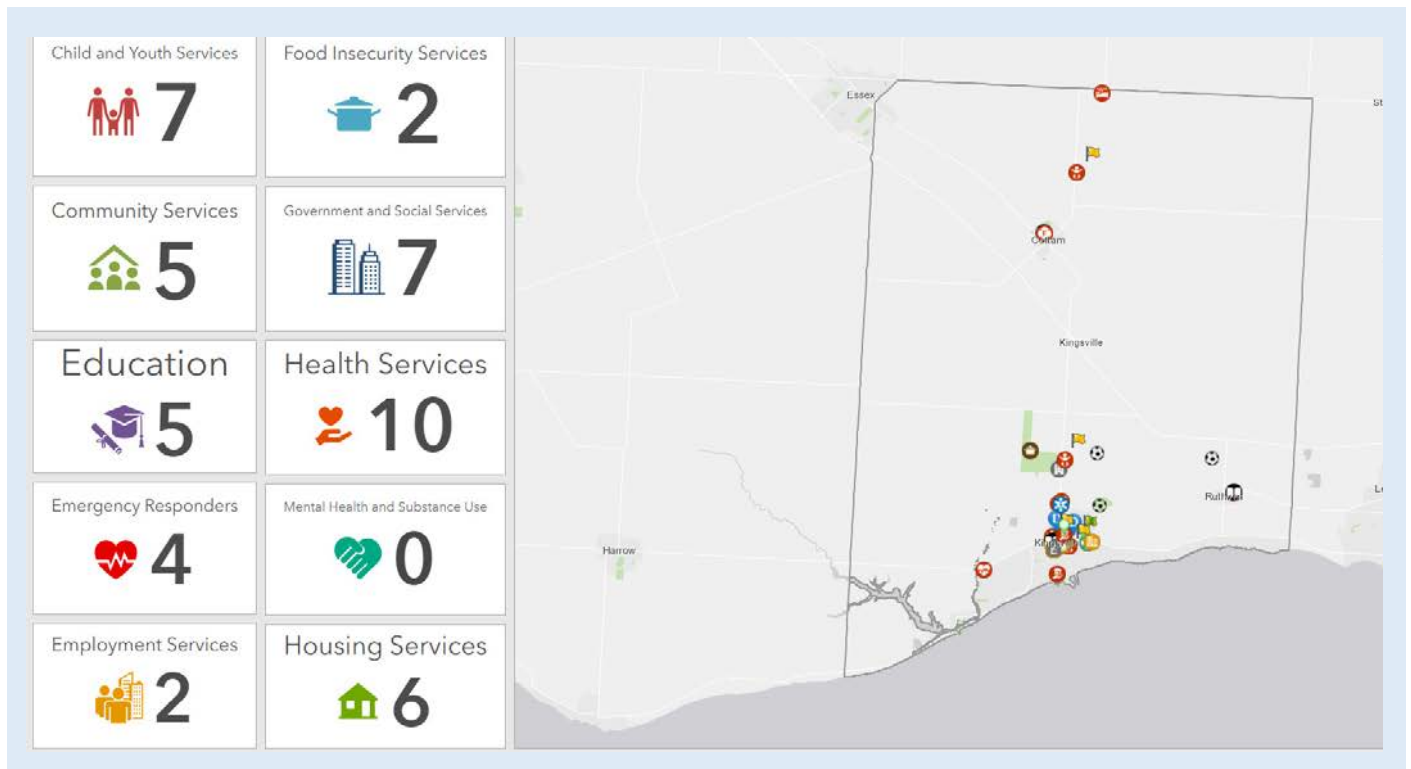 Child and Youth Services
7
Food Insecurity Services
2
Community Services
5
Government and Social Services
7
Education
5
Health Services
10
Emergency Responders
4
Mental Health and Substance Use
0
Employment Services
2
Housing Services
6
Essex
St
Kingsville
Harrow